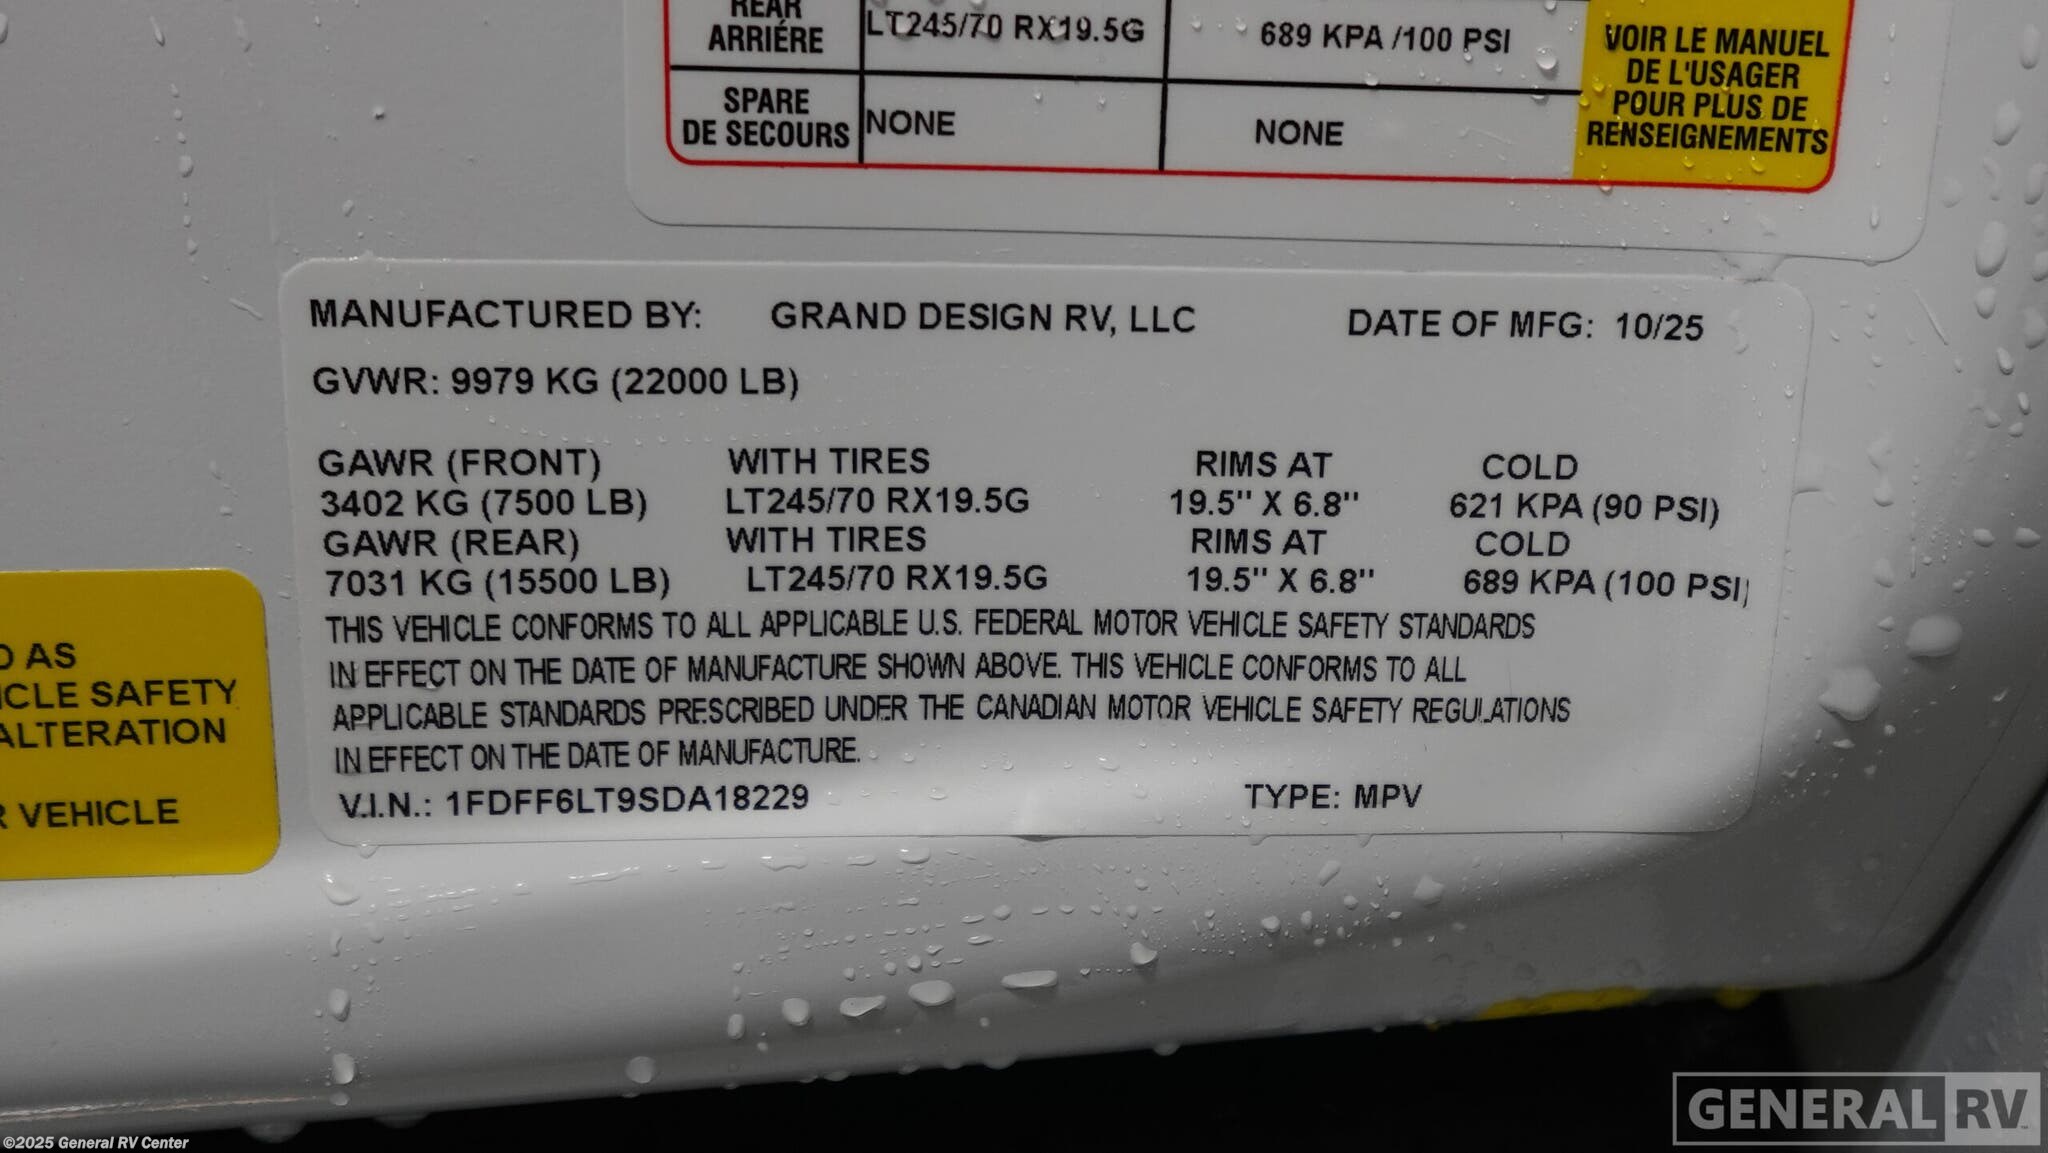 REAR
ARRIÉRE
LT245/70 RX19.5G
689 KPA /100 PSI
SPARE
DE SECOURS
NONE
NONE
VOIR LE MANUEL
DE L'USAGER
POUR PLUS DE
RENSEIGNEMENTS
MANUFACTURED BY: GRAND DESIGN RV, LLC DATE OF MFG: 10/25
GVWR: 9979 KG (22000 LB)
GAWR (FRONT) WITH TIRES RIMS AT COLD
3402 KG (7500 LB) LT245/70 RX19.5G 19.5" X 6.8" 621 KPA (90 PSI)
GAWR (REAR) WITH TIRES RIMS AT COLD
7031 KG (15500 LB) LT245/70 RX19.5G 19.5" X 6.8" 689 KPA (100 PSI)
THIS VEHICLE CONFORMS TO ALL APPLICABLE U.S. FEDERAL MOTOR VEHICLE SAFETY STANDARDS
IN EFFECT ON THE DATE OF MANUFACTURE SHOWN ABOVE. THIS VEHICLE CONFORMS TO ALL
APPLICABLE STANDARDS PRESCRIBED UNDER THE CANADIAN MOTOR VEHICLE SAFETY REGULATIONS
IN EFFECT ON THE DATE OF MANUFACTURE.
V.I.N.: 1FDFF6LT9SDA18229 TYPE: MPV
AS
ICLE SAFETY
ALTERATION
VEHICLE
GENERAL RV
©2025 General RV Center